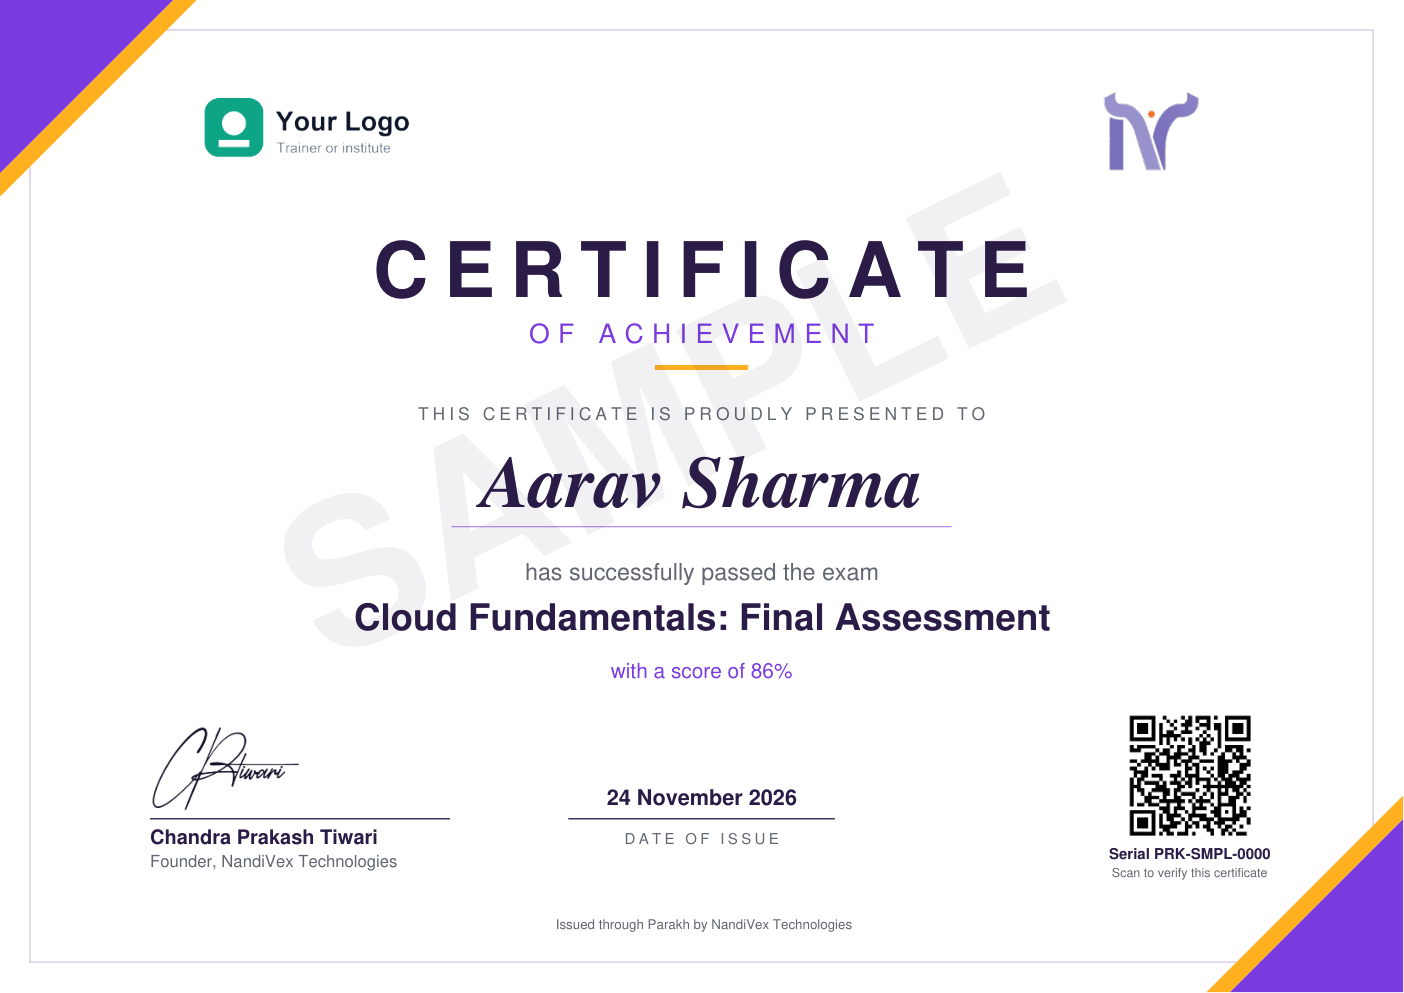 Your Logo
Trainer or institute
CERTIFICATE
OF ACHIEVEMENT
THIS CERTIFICATE IS PROUDLY PRESENTED TO
Aarav Sharma
has successfully passed the exam
Cloud Fundamentals: Final Assessment
with a score of 86%
SAMPLE
CPTiwari
Chandra Prakash Tiwari
Founder, NandiVex Technologies
24 November 2026
DATE OF ISSUE
Serial PRK-SMPL-0000
Scan to verify this certificate
Issued through Parakh by NandiVex Technologies